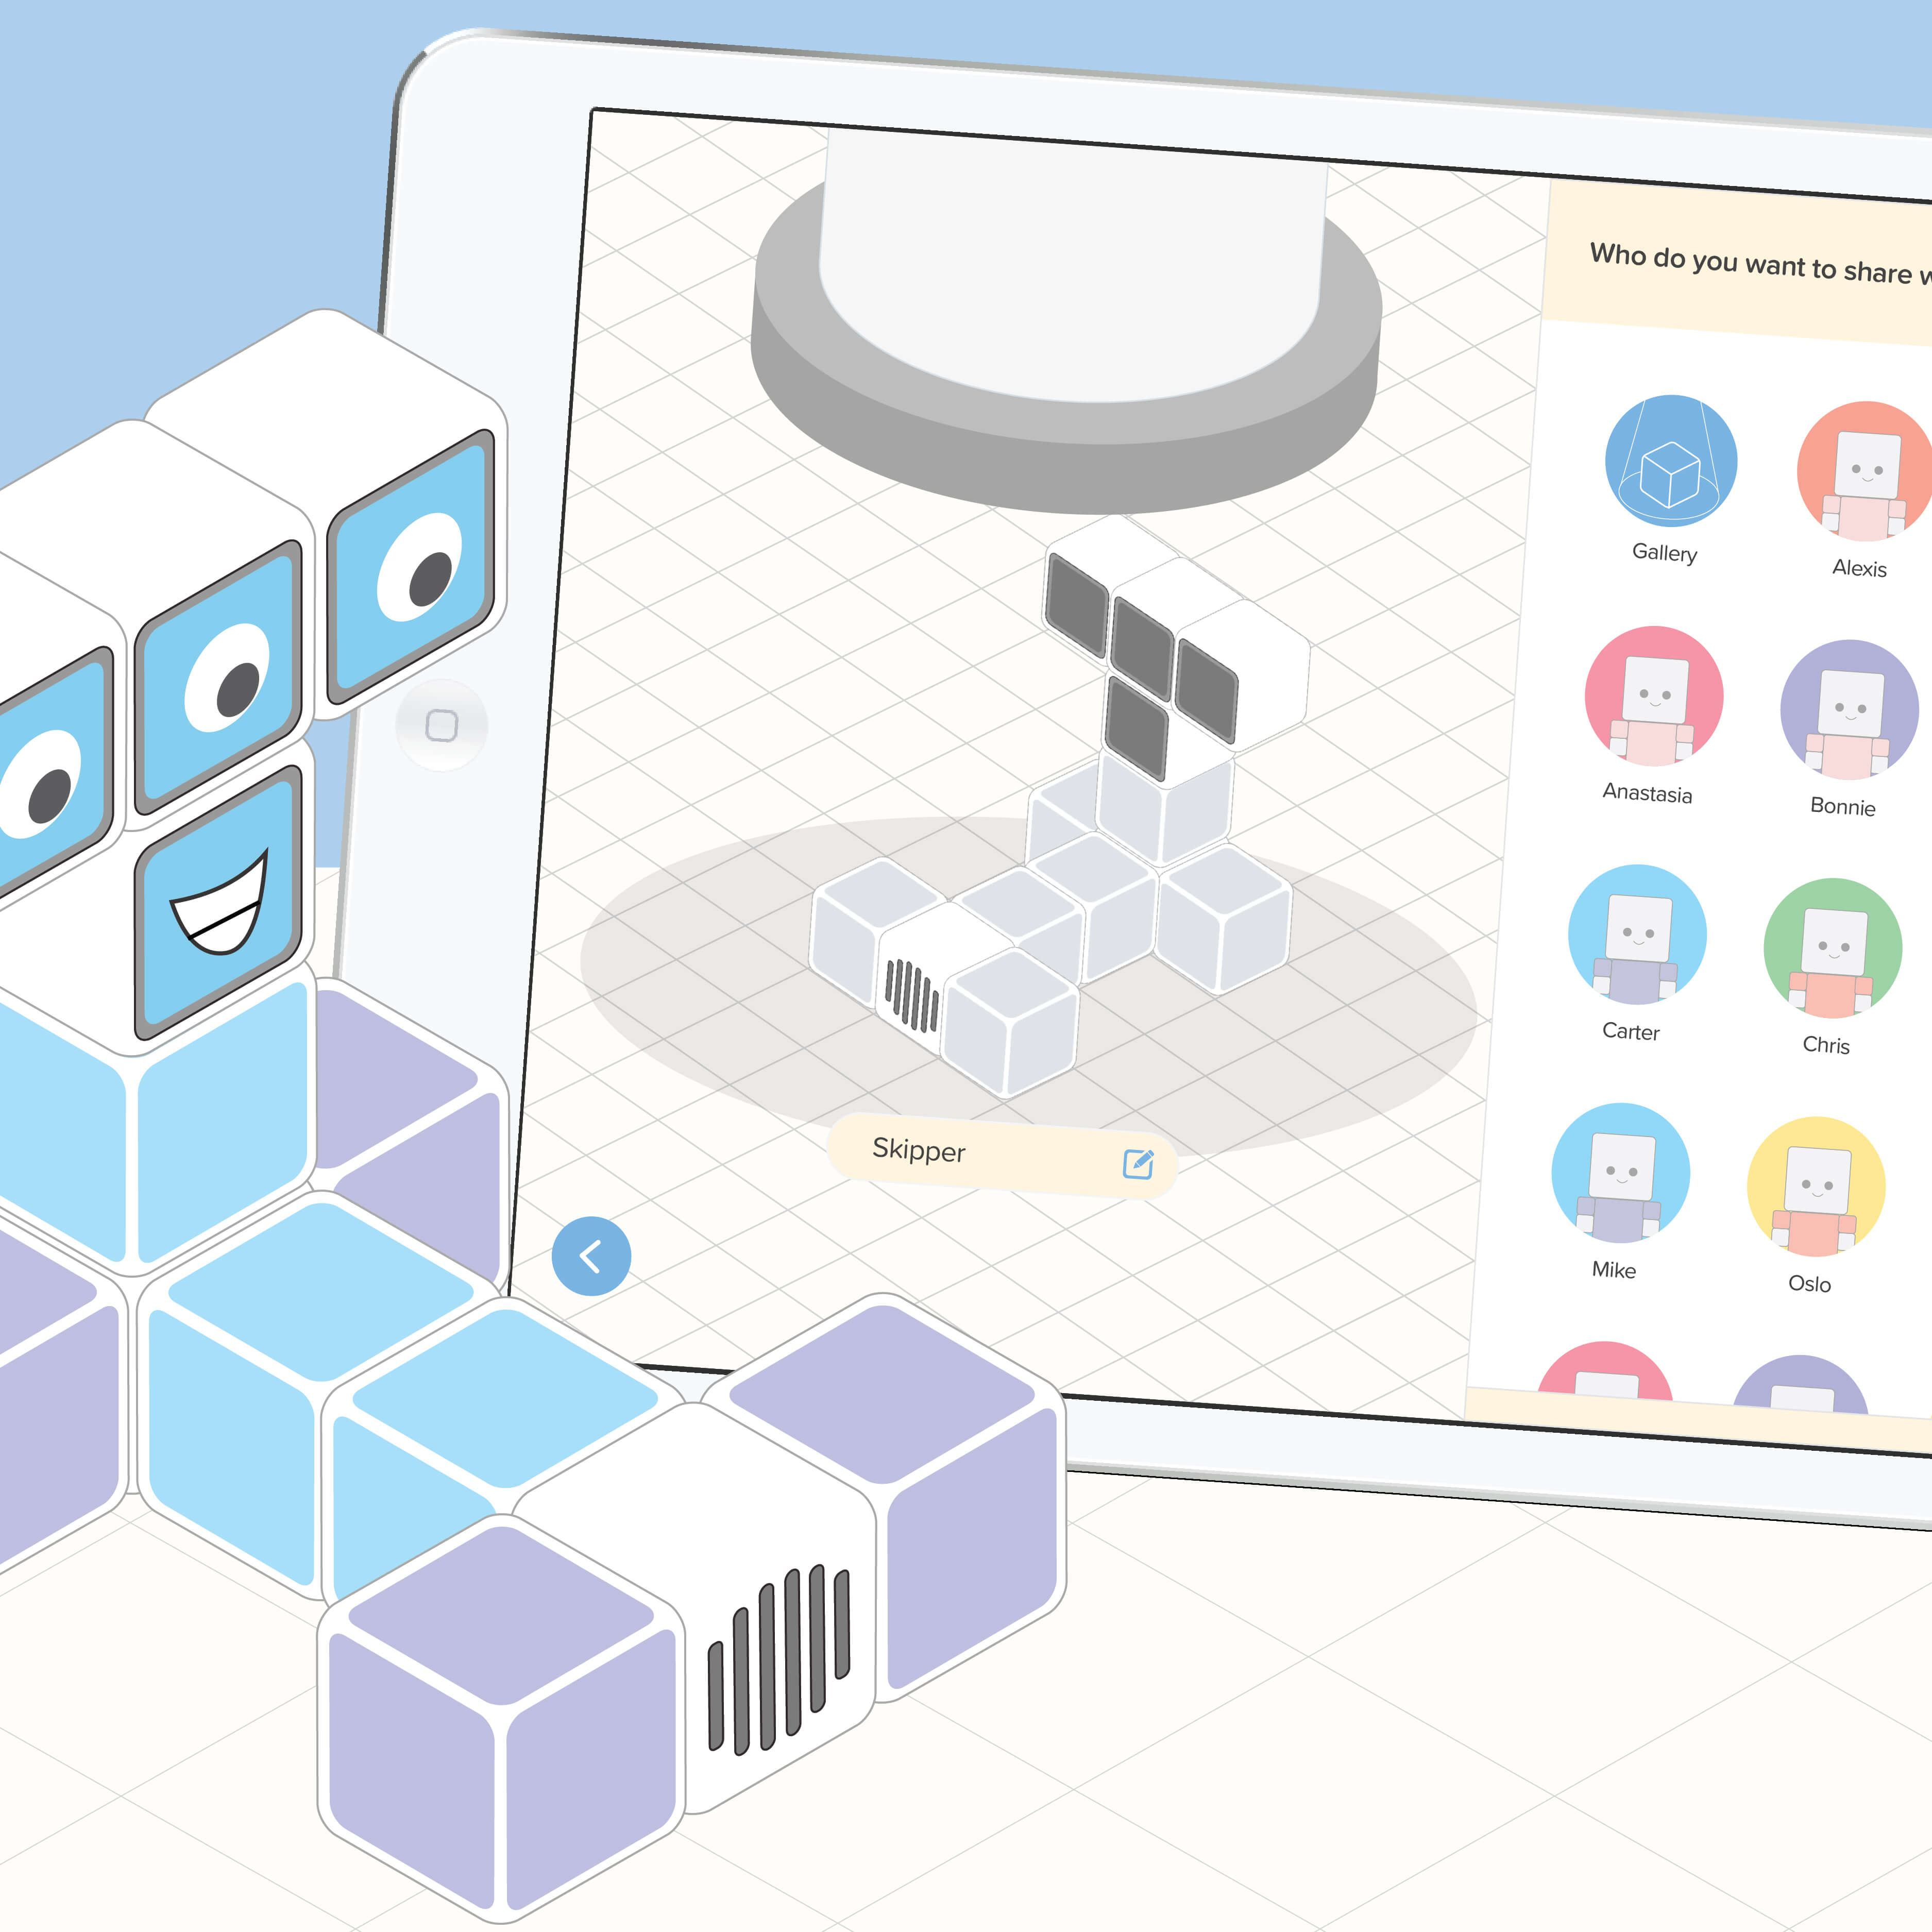 Who do you want to share
Gallery
Alexis
Anastasia
Bonnie
Carter
Chris
Skipper
Mike
Oslo